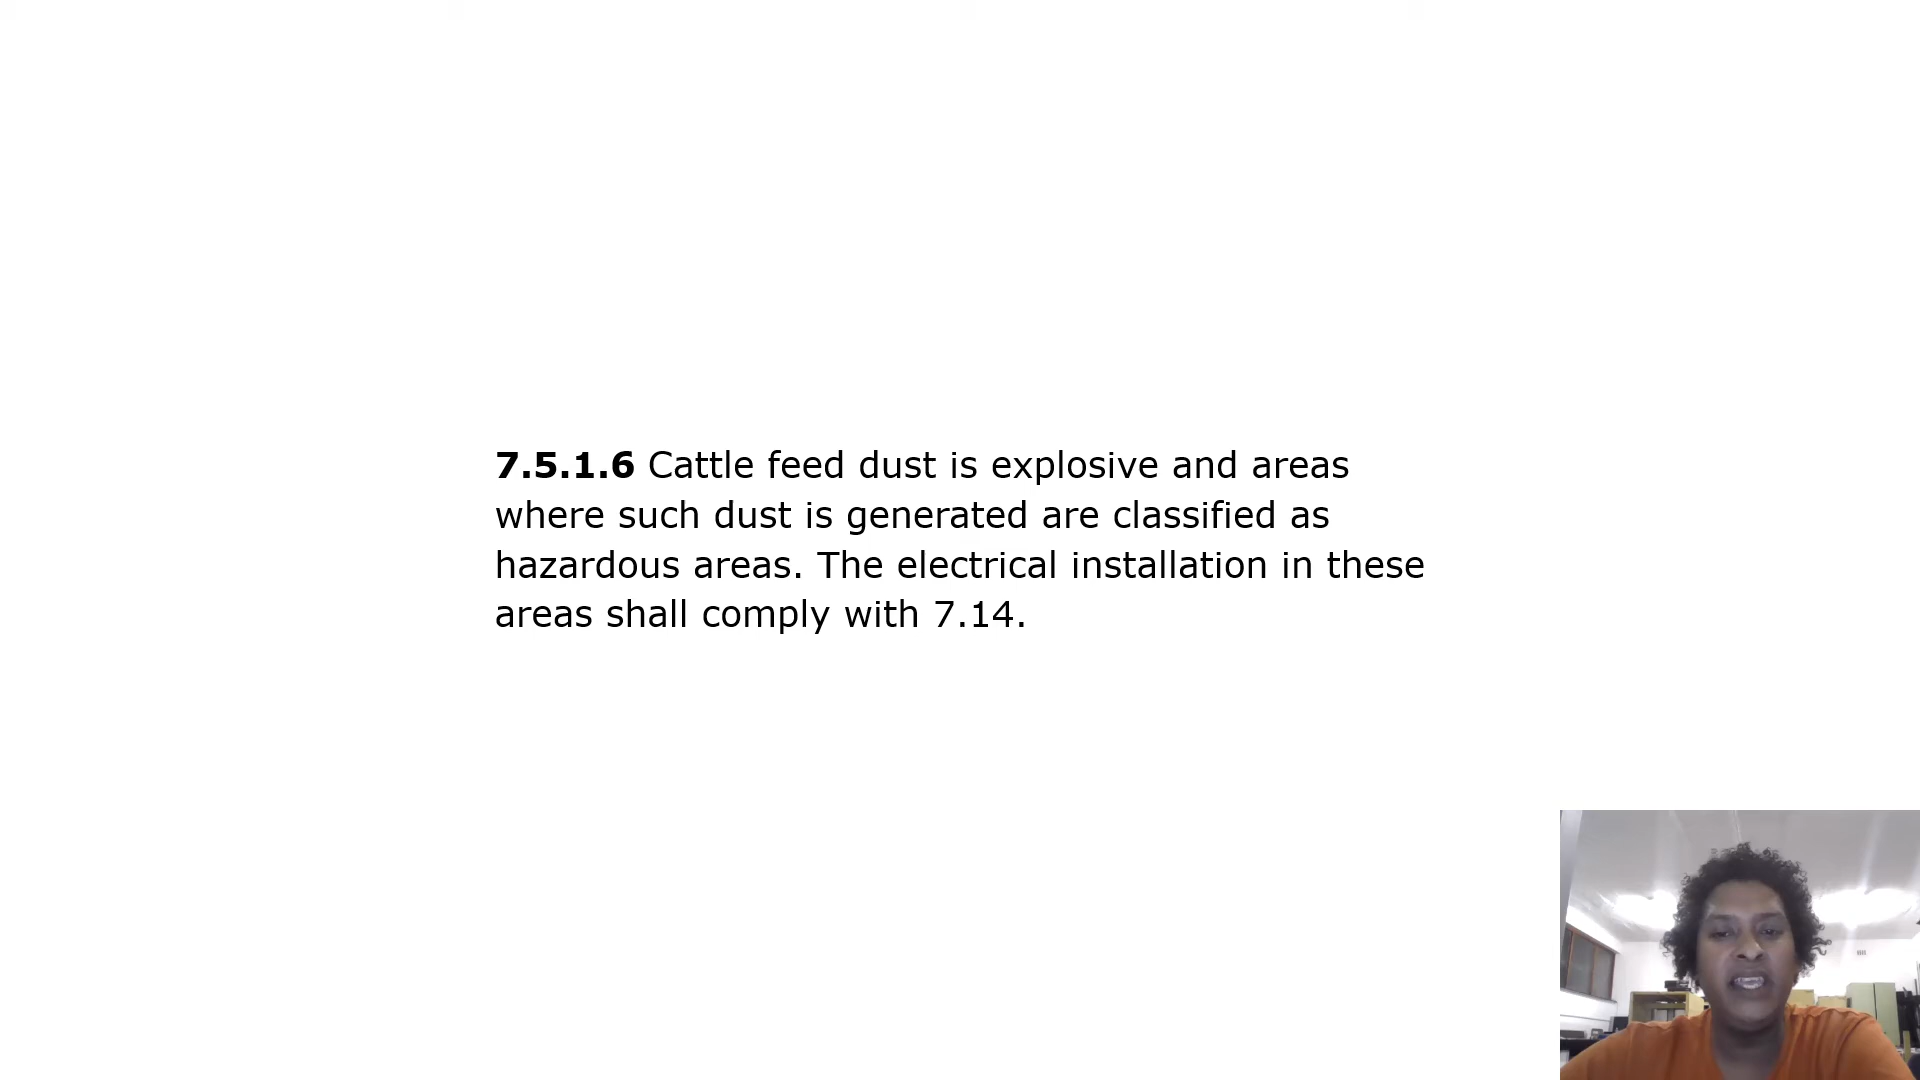 7.5.1.6 Cattle feed dust is explosive and areas
where such dust is generated are classified as
hazardous areas. The electrical installation in these
areas shall comply with 7.14.